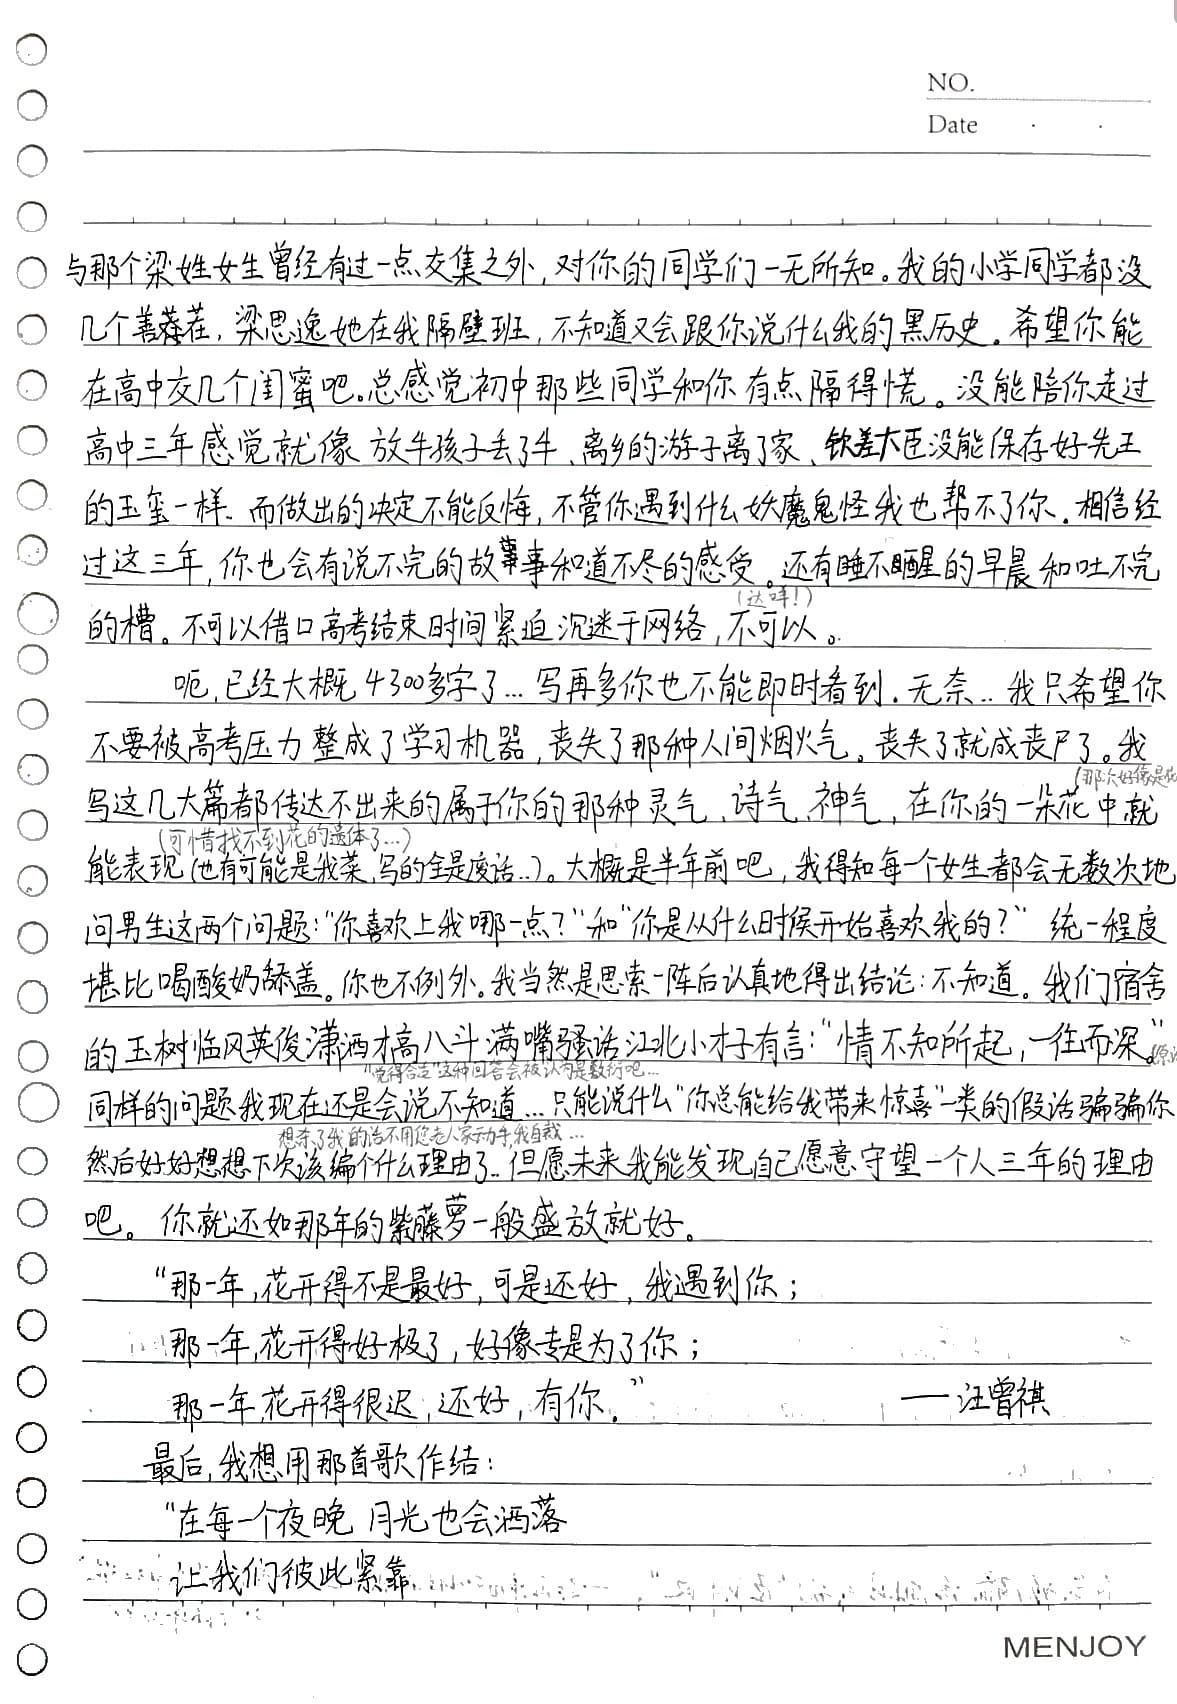 NO.
Date
与那个梁姓女生曾经有过一点交集之外,对你的同学们一无所知。我的小学同学都没
几个善茬,梁思逸她在我隔壁班,不知道又会跟你说什么我的黑历史。希望你能
在高中交几个闺蜜吧。总感觉初中那些同学和你有点隔得慌。没能陪你走过
高中三年感觉就像放牛孩子丢了牛、离乡的游子离了家、钦差大臣没能保存好先王
的玉玺一样、而做出的决定不能反悔,不管你遇到什么妖魔鬼怪我也帮不了你.相信经
过这三年,你也会有说不完的故事和道不尽的感受。还有睡不醒的早晨和吐不完
(达咩!)
的槽。不可以借口高考结束时间紧迫沉迷于网络,不可以。
呃,已经大概4300多字了...写再多你也不能即时看到.无奈..我只希望你
不要被高考压力整成了学习机器,丧失了那种人间烟火气。丧失了就成丧尸了。我
(那次好像是花
写这几大篇都传达不出来的属于你的那种灵气、诗气、神气,在你的一朵花中就
(可惜找不到花的遗体了...)
能表现(也有可能是我菜,写的全是废话..)。大概是半年前吧,我得知每一个女生都会无数次地
问男生这两个问题:“你喜欢上我哪一点?”和“你是从什么时候开始喜欢我的?” 统一程度
堪比喝酸奶舔盖。你也不例外。我当然是思索一阵后认真地得出结论:不知道。我们宿舍
的玉树临风英俊潇洒才高八斗满嘴骚话江北小才子有言:“情不知所起,一往而深。”
“觉得合适”这种回答会被认为是敷衍吧...
同样的问题我现在还是会说不知道...只能说什么“你总能给我带来惊喜”一类的假话骗骗你
想杀了我的话不用您老人家动手,我自裁...
然后好好想想下次该编个什么理由了..但愿未来我能发现自己愿意守望一个人三年的理由
吧。你就还如那年的紫藤萝一般盛放就好。
“那一年,花开得不是最好,可是还好,我遇到你;
那一年,花开得好极了,好像专是为了你;
那一年,花开得很迟,还好,有你。” ——汪曾祺
最后,我想用那首歌作结:
“在每一个夜晚 月光也会洒落
让我们彼此紧靠
MENJOY